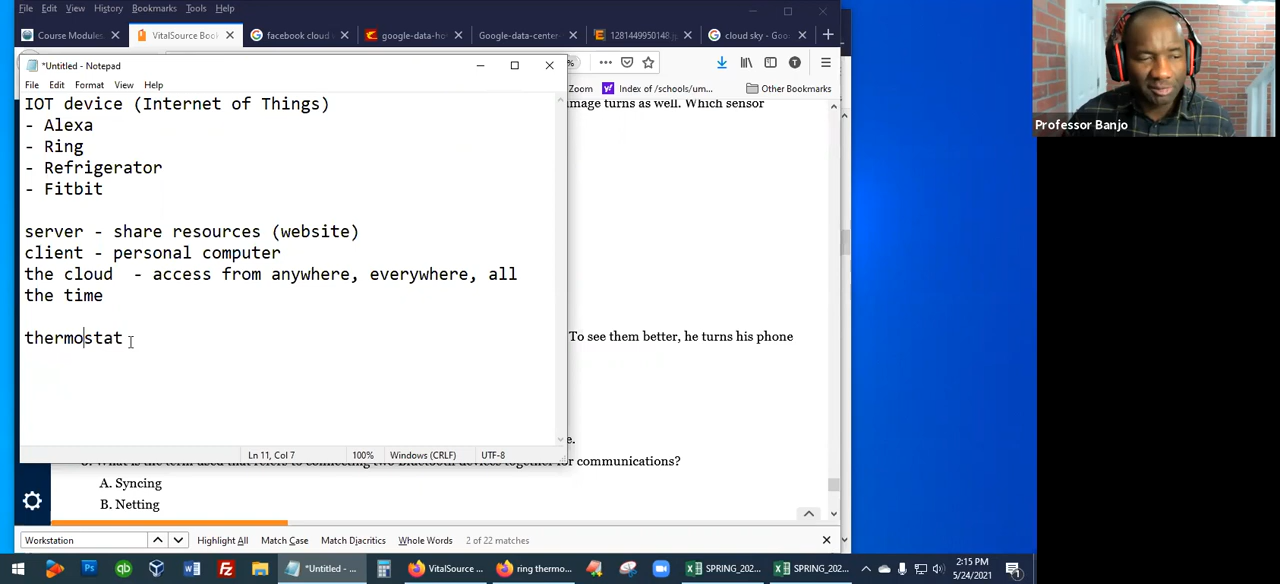 File Edit View History Bookmarks Tools Help
Course Modules VitalSource Boo facebook cloud google-data-ho Google-data-center 1281449950148.j cloud sky - Goo
*Untitled - Notepad
% T
File Edit Format View Help
Zoom Index of /schools/um... Other Bookmarks
IOT device (Internet of Things)
mage turns as well. Which sensor
- Alexa
- Ring
- Refrigerator
- Fitbit
server - share resources (website)
client - personal computer
the cloud - access from anywhere, everywhere, all
the time
thermostat
To see them better, he turns his phone
e.
Ln 11, Col 7 100% Windows (CRLF) UTF-8
What is the term used that refers to connecting two Bluetooth devices together for communications?
A. Syncing
B. Netting
Workstation Highlight All Match Case Match Diacritics Whole Words 2 of 22 matches
*Untitled - ... VitalSource ... ring thermo... SPRING_202... SPRING_202... 2:15 PM
5/24/2021 1
Professor Banjo